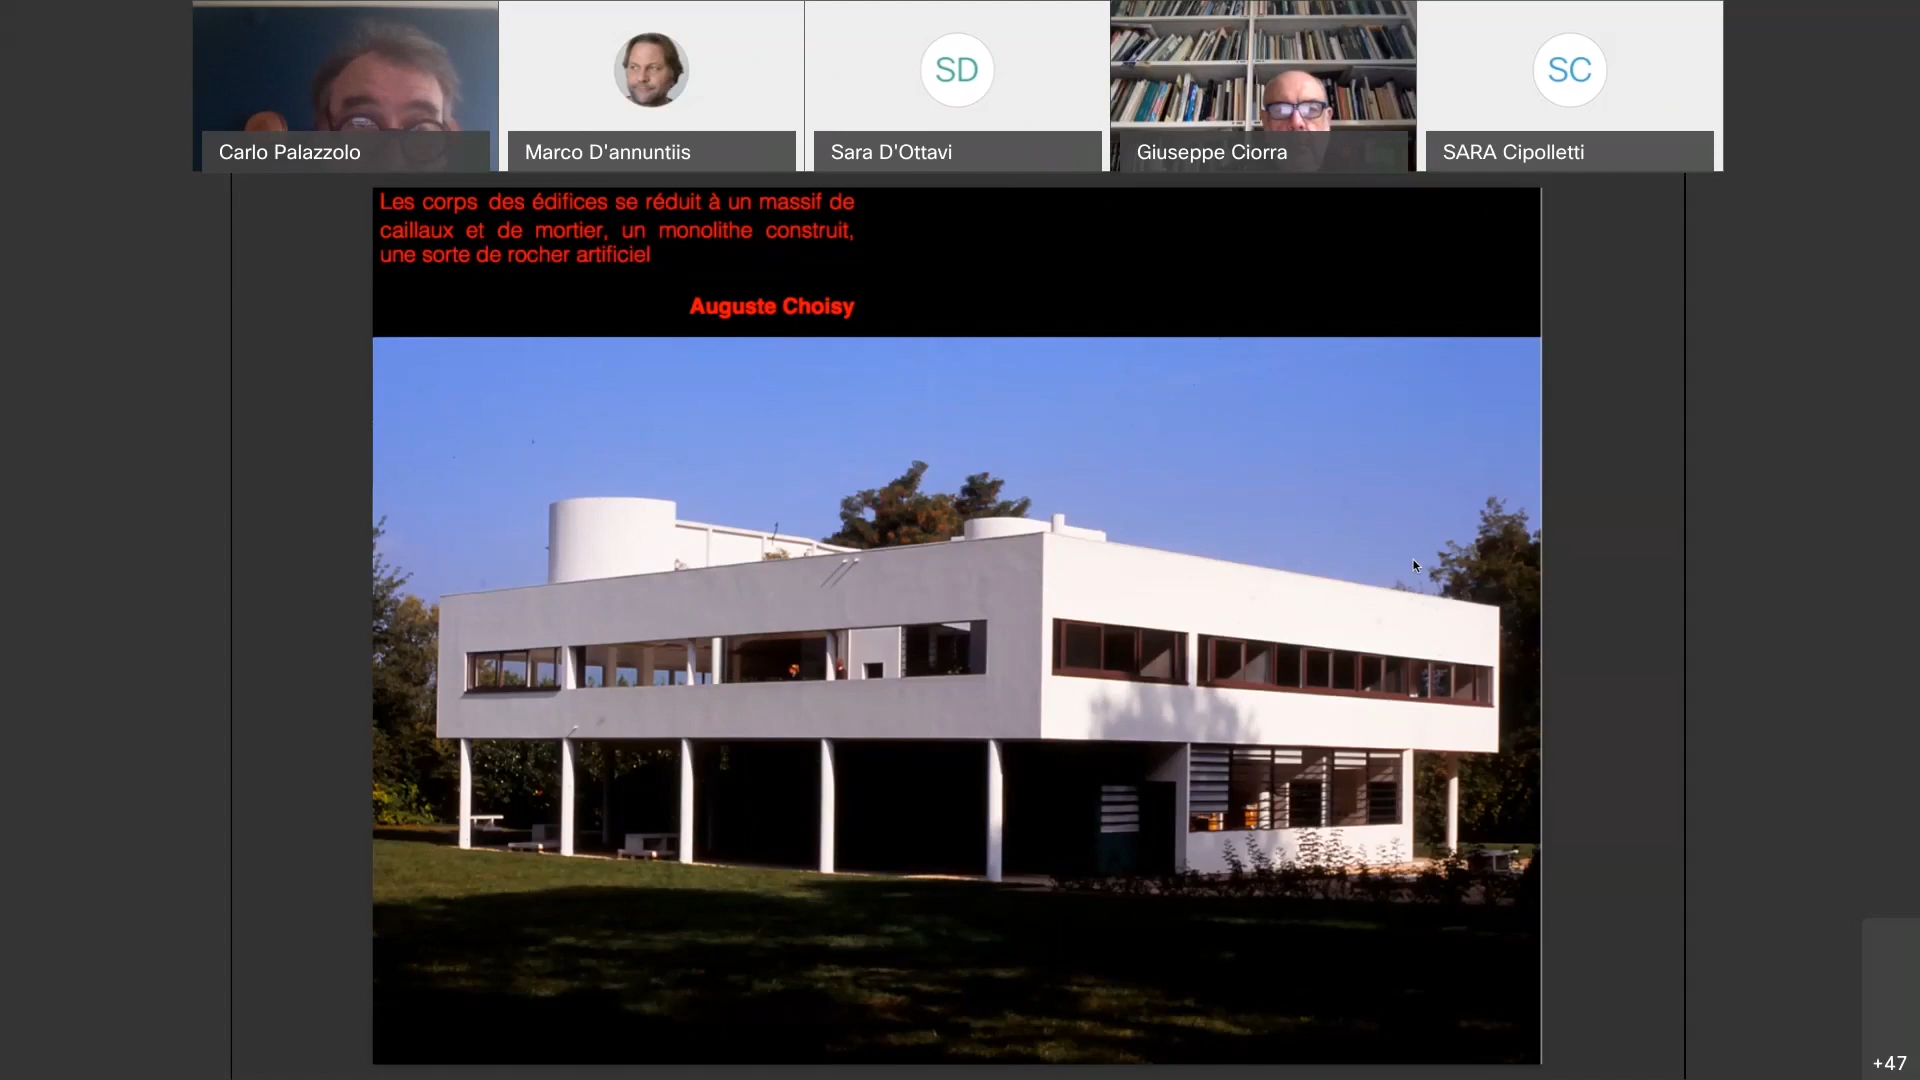 SD
SC
Carlo Palazzolo
Marco D'annuntiis
Sara D'Ottavi
Giuseppe Ciorra
SARA Cipolletti
Les corps des édifices se réduit à un massif de
caillaux et de mortier, un monolithe construit,
une sorte de rocher artificiel
Auguste Choisy
+47